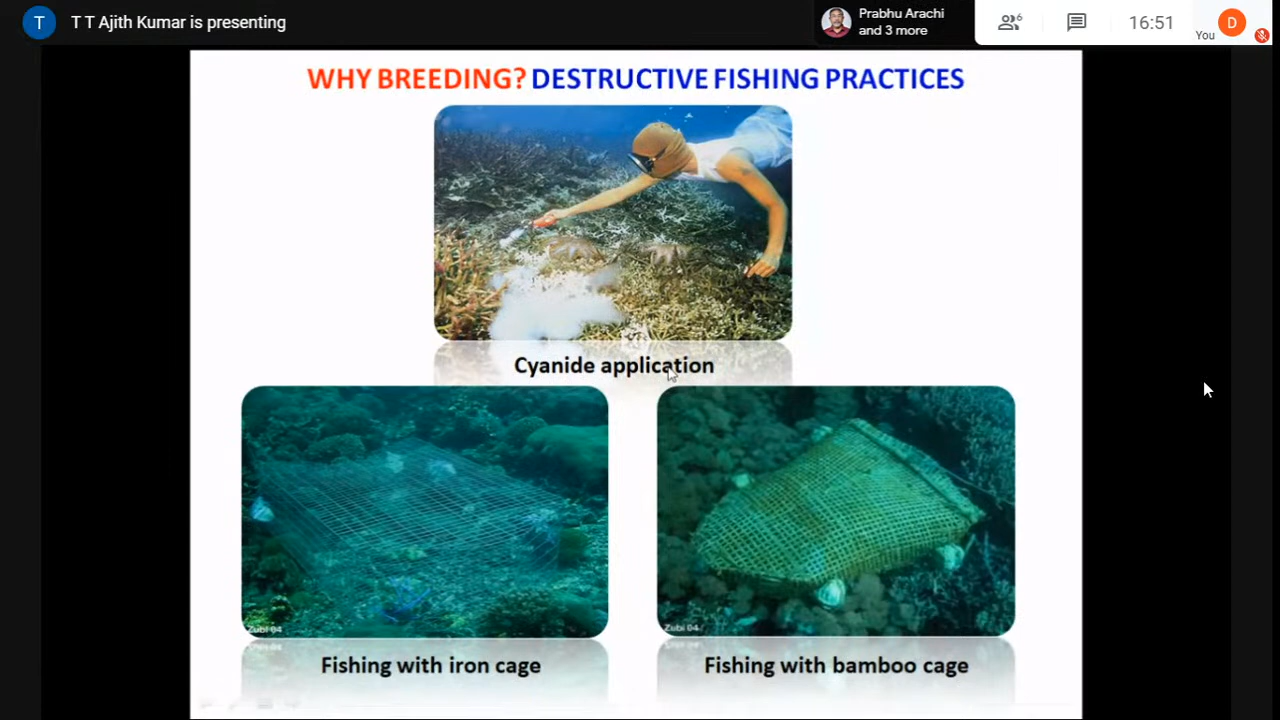 T T T Ajith Kumar is presenting
Prabhu Arachi
and 3 more
6
16:51
You
D
WHY BREEDING? DESTRUCTIVE FISHING PRACTICES
Cyanide application
Zubi 04
Zubi 04
Fishing with iron cage
Fishing with bamboo cage